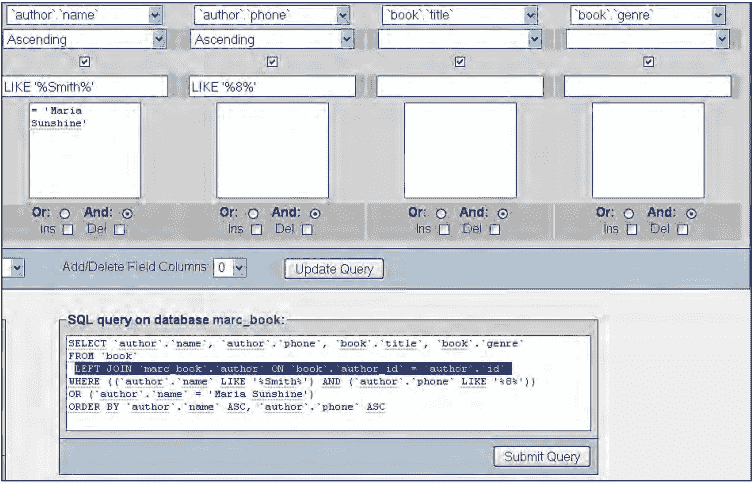 `author`.`name` `author`.`phone` `book`.`title` `book`.`genre`
Ascending Ascending
LIKE '%Smith%' LIKE '%8%'
= 'Maria
Sunshine'
Or: And: Or: And: Or: And: Or: And:
Ins Del Ins Del Ins Del Ins Del
Add/Delete Field Columns 0 Update Query
SQL query on database marc_book:
SELECT `author`.`name`, `author`.`phone`, `book`.`title`, `book`.`genre`
FROM `book`
LEFT JOIN `marc_book`.`author` ON `book`.`author_id` = `author`.`id`
WHERE ((`author`.`name` LIKE '%Smith%') AND (`author`.`phone` LIKE '%8%'))
OR (`author`.`name` = 'Maria Sunshine')
ORDER BY `author`.`name` ASC, `author`.`phone` ASC
Submit Query